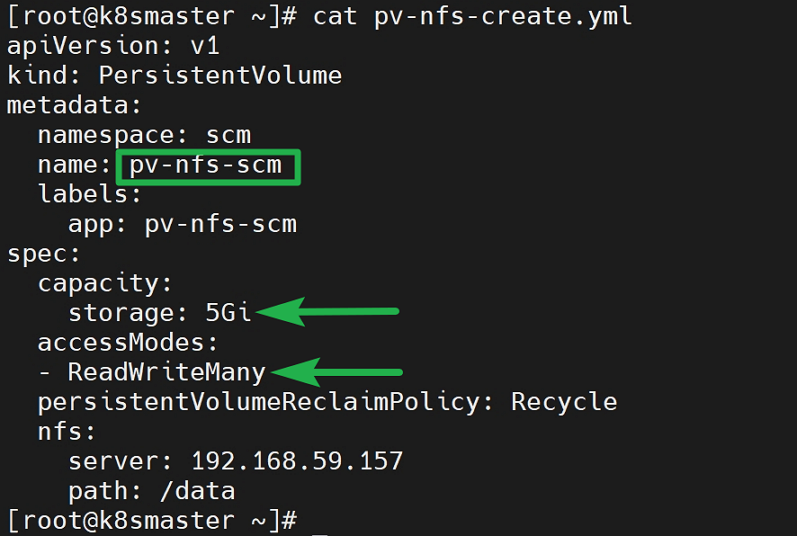 [root@k8smaster ~]# cat pv-nfs-create.yml
apiVersion: v1
kind: PersistentVolume
metadata:
  namespace: scm
  name: pv-nfs-scm
  labels:
    app: pv-nfs-scm
spec:
  capacity:
    storage: 5Gi
  accessModes:
  - ReadWriteMany
  persistentVolumeReclaimPolicy: Recycle
  nfs:
    server: 192.168.59.157
    path: /data
[root@k8smaster ~]#